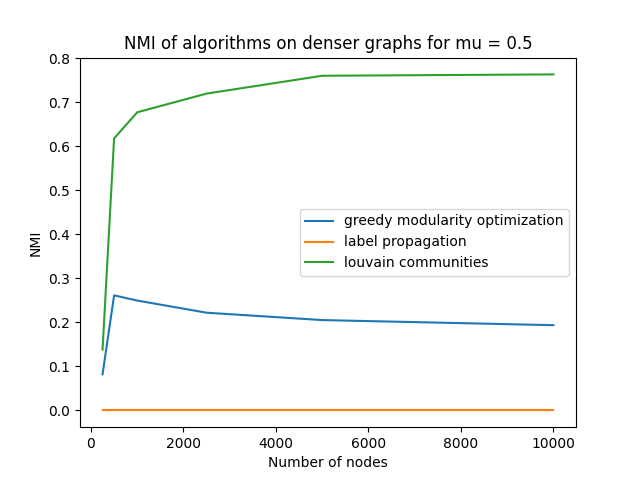 NMI of algorithms on denser graphs for mu = 0.5
0.8
0.7
0.6
0.5
0.4
0.3
0.2
0.1
0.0
NMI
greedy modularity optimization
label propagation
louvain communities
0 2000 4000 6000 8000 10000
Number of nodes